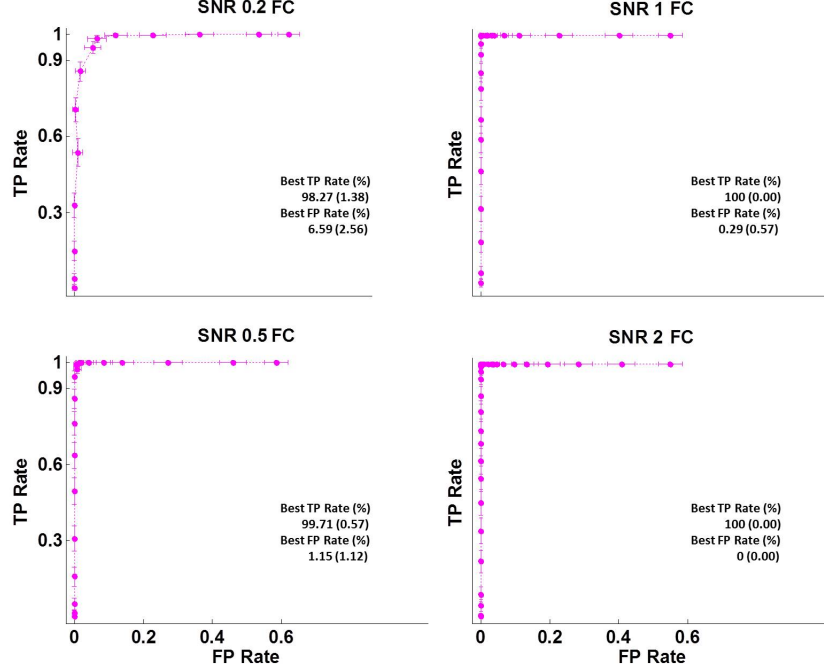 SNR 0.2 FC
1
0.9
0.6
0.3
TP Rate
Best TP Rate (%)
98.27 (1.38)
Best FP Rate (%)
6.59 (2.56)
SNR 1 FC
TP Rate
Best TP Rate (%)
100 (0.00)
Best FP Rate (%)
0.29 (0.57)
SNR 0.5 FC
1
0.9
0.6
0.3
TP Rate
Best TP Rate (%)
99.71 (0.57)
Best FP Rate (%)
1.15 (1.12)
0 0.2 0.4 0.6
FP Rate
SNR 2 FC
TP Rate
Best TP Rate (%)
100 (0.00)
Best FP Rate (%)
0 (0.00)
0 0.2 0.4 0.6
FP Rate